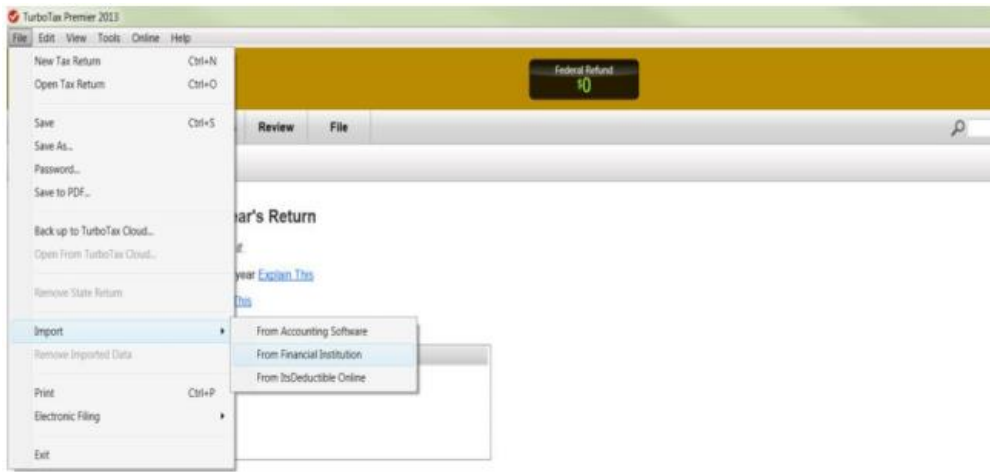 TurboTax Premier 2013
File Edit View Tools Online Help
New Tax Return Ctrl+N
Open Tax Return Ctrl+O
Federal Refund
$0
Save Ctrl+S
Review File
Save As...
Password...
Save to PDF...
ear's Return
Back up to TurboTax Cloud...
Open From TurboTax Cloud...
year Explain This
Remove State Return
This
Import
From Accounting Software
Remove Imported Data
From Financial Institution
From ItsDeductible Online
Print Ctrl+P
Electronic Filing
Exit